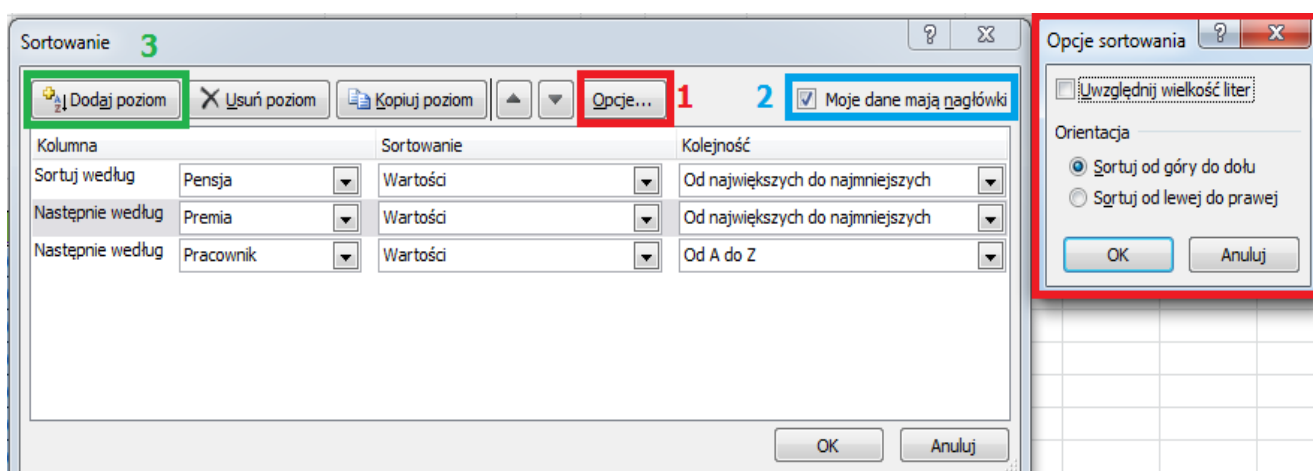 Sortowanie 3
Dodaj poziom Usuń poziom Kopiuj poziom Opcje... 1 2 Moje dane mają nagłówki
Kolumna Sortowanie Kolejność
Sortuj według Pensja Wartości Od największych do najmniejszych
Następnie według Premia Wartości Od największych do najmniejszych
Następnie według Pracownik Wartości Od A do Z
OK Anuluj
Opcje sortowania
Uwzględnij wielkość liter
Orientacja
Sortuj od góry do dołu
Sortuj od lewej do prawej
OK Anuluj